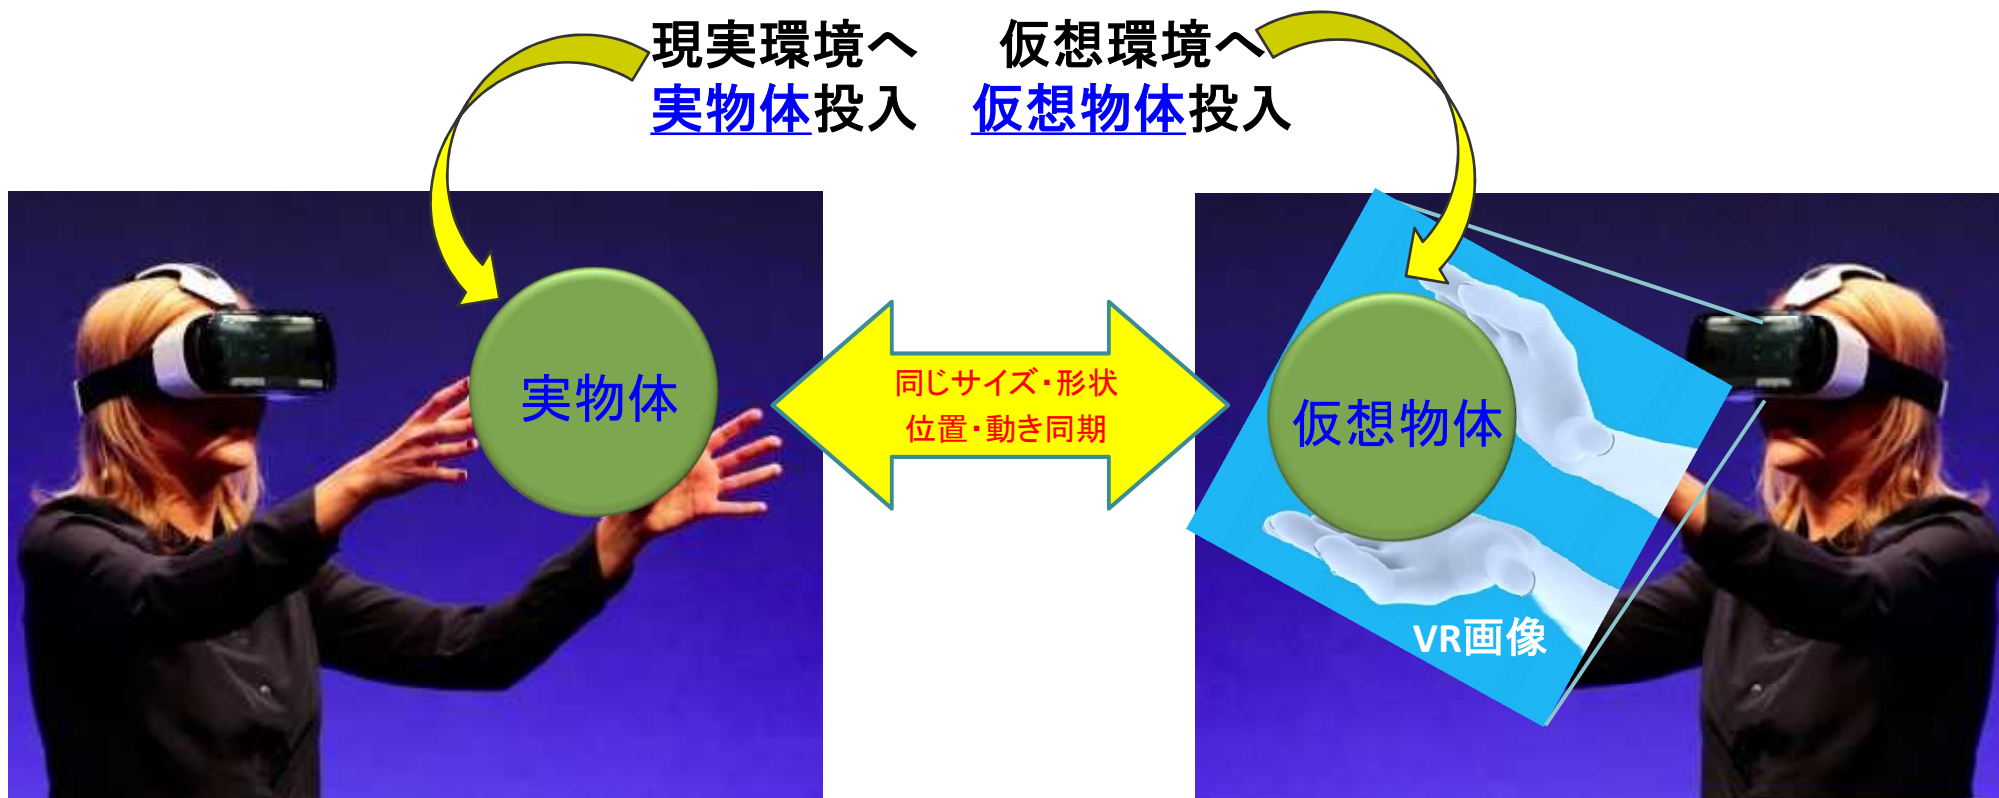 現実環境へ
実物体投入
仮想環境へ
仮想物体投入
実物体
同じサイズ・形状
位置・動き同期
仮想物体
VR画像